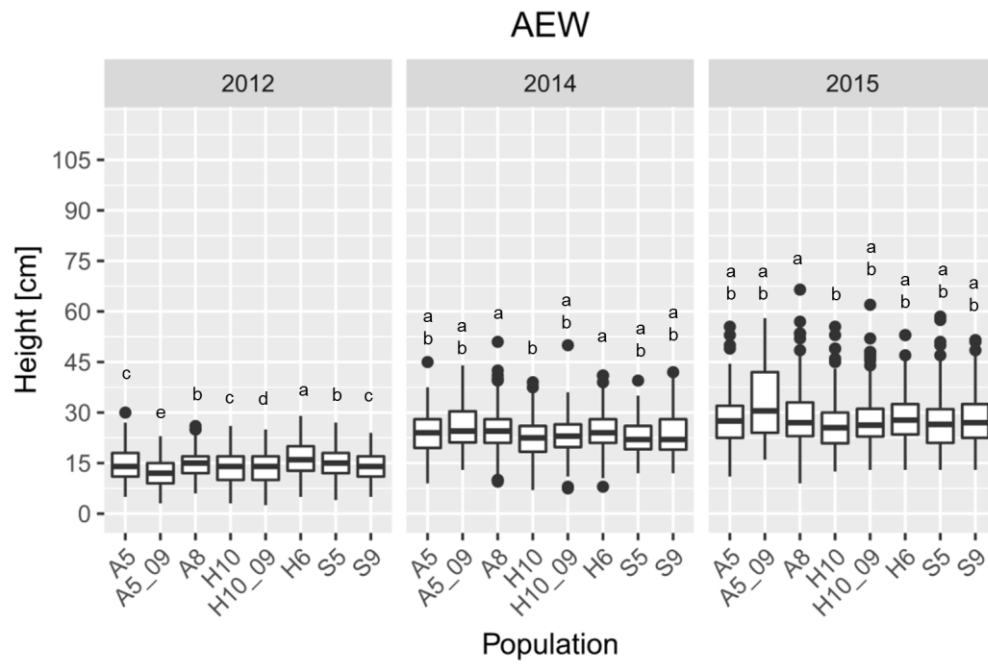 AEW
2012 2014 2015
Height [cm]
105
90
75
60
45
30
15
0
c e b c d a b c
a b a b a b a b a a b a b
a b a b a b a b a b a b a b
A5 A5_09 A8 H10 H10_09 H6 S5 S9
A5 A5_09 A8 H10 H10_09 H6 S5 S9
A5 A5_09 A8 H10 H10_09 H6 S5 S9
Population